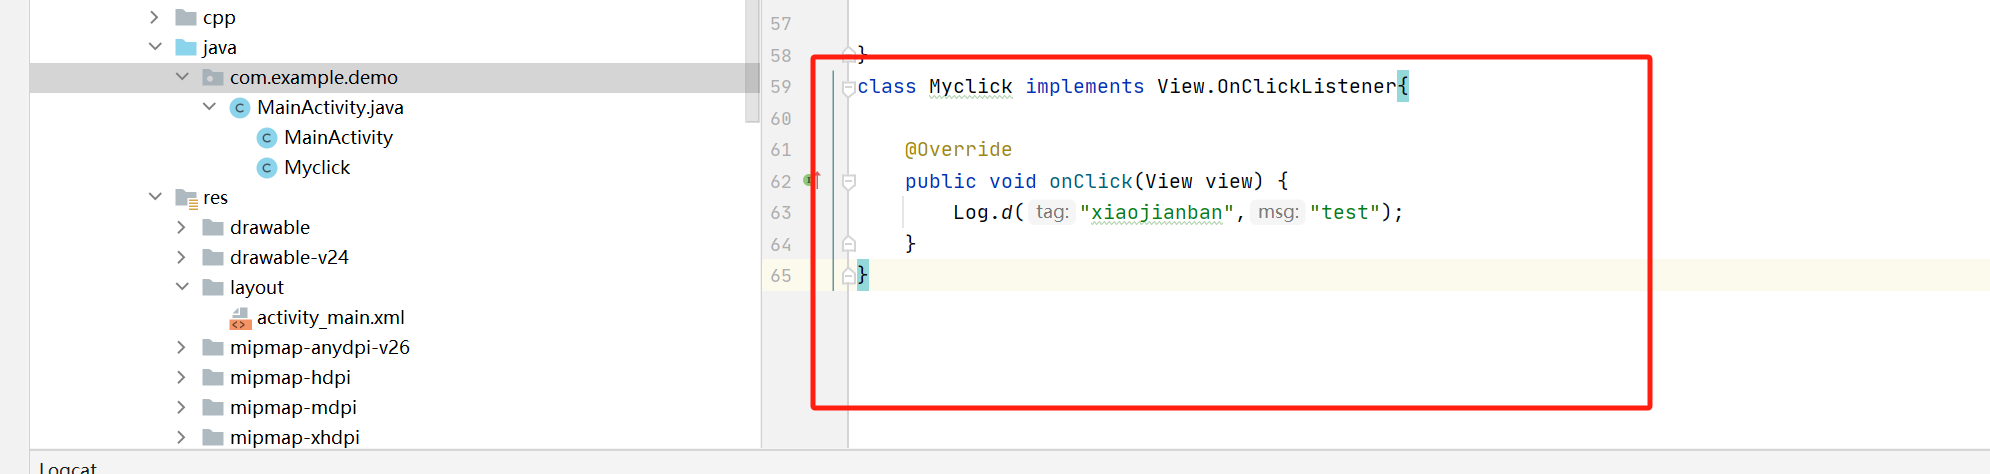 cpp
java
com.example.demo
MainActivity.java
MainActivity
Myclick
res
drawable
drawable-v24
layout
activity_main.xml
mipmap-anydpi-v26
mipmap-hdpi
mipmap-mdpi
mipmap-xhdpi
Logcat
57
58 }
59 class Myclick implements View.OnClickListener{
60
61 @Override
62 public void onClick(View view) {
63 Log.d( tag: "xiaojianban", msg: "test");
64 }
65 }